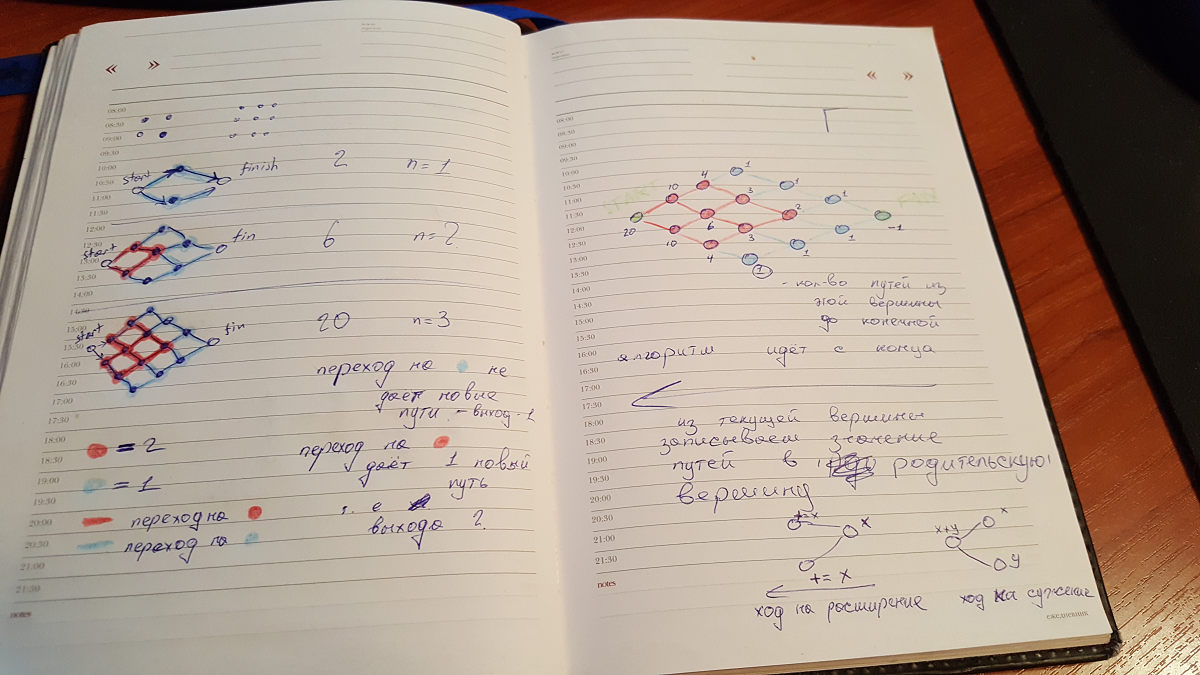 « »
08:00
08:30
09:00
09:30
10:00
10:30
11:00
11:30
12:00
12:30
13:00
13:30
14:00
14:30
15:00
15:30
16:00
16:30
17:00
17:30
18:00
18:30
19:00
19:30
20:00
20:30
21:00
21:30
notes
start finish 2 n = 1
start fin 6 n = 2
start fin 20 n = 3
переход на не
даёт новые
пути - выход - 1
= 2 переход на
даёт 1 новый
= 1 путь
переход на т. е
выхода 2
переход на
« »
08:00
08:30
09:00
09:30
10:00
10:30
11:00
11:30
12:00
12:30
13:00
13:30
14:00
14:30
15:00
15:30
16:00
16:30
17:00
17:30
18:00
18:30
19:00
19:30
20:00
20:30
21:00
21:30
notes
START
1
4 1
10 3 1
20 6 2 -1
10 3 1
4 1
1
- кол-во путей из
этой вершины
до конечной
алгоритм идёт с конца
из текущей вершины
записываем значение
путей в родительскую
вершину
+= x x x+y x
y
+= x
ход на расширение ход на сужение
ежедневник